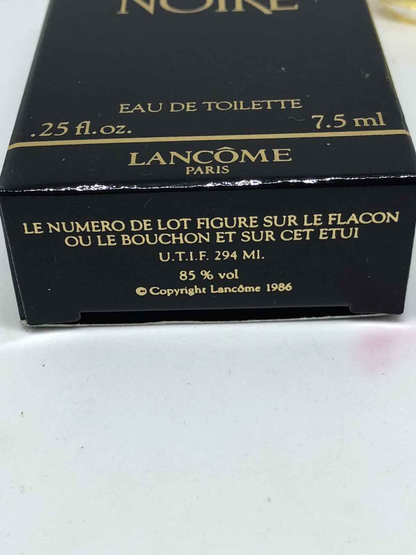 NOIRE
EAU DE TOILETTE
.25 fl.oz. 7.5 ml
LANCÔME
PARIS
LE NUMERO DE LOT FIGURE SUR LE FLACON
OU LE BOUCHON ET SUR CET ETUI
U.T.I.F. 294 MI.
85 % vol
© Copyright Lancôme 1986